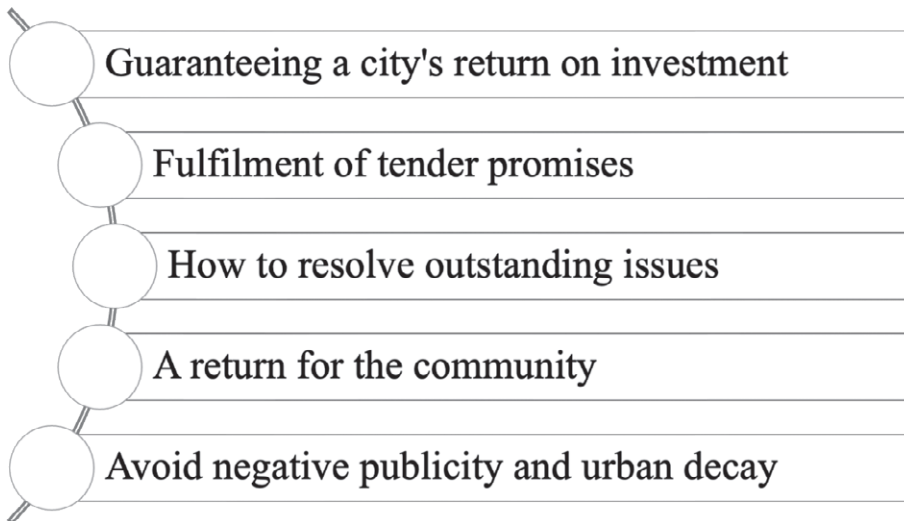 Guaranteeing a city's return on investment
Fulfilment of tender promises
How to resolve outstanding issues
A return for the community
Avoid negative publicity and urban decay